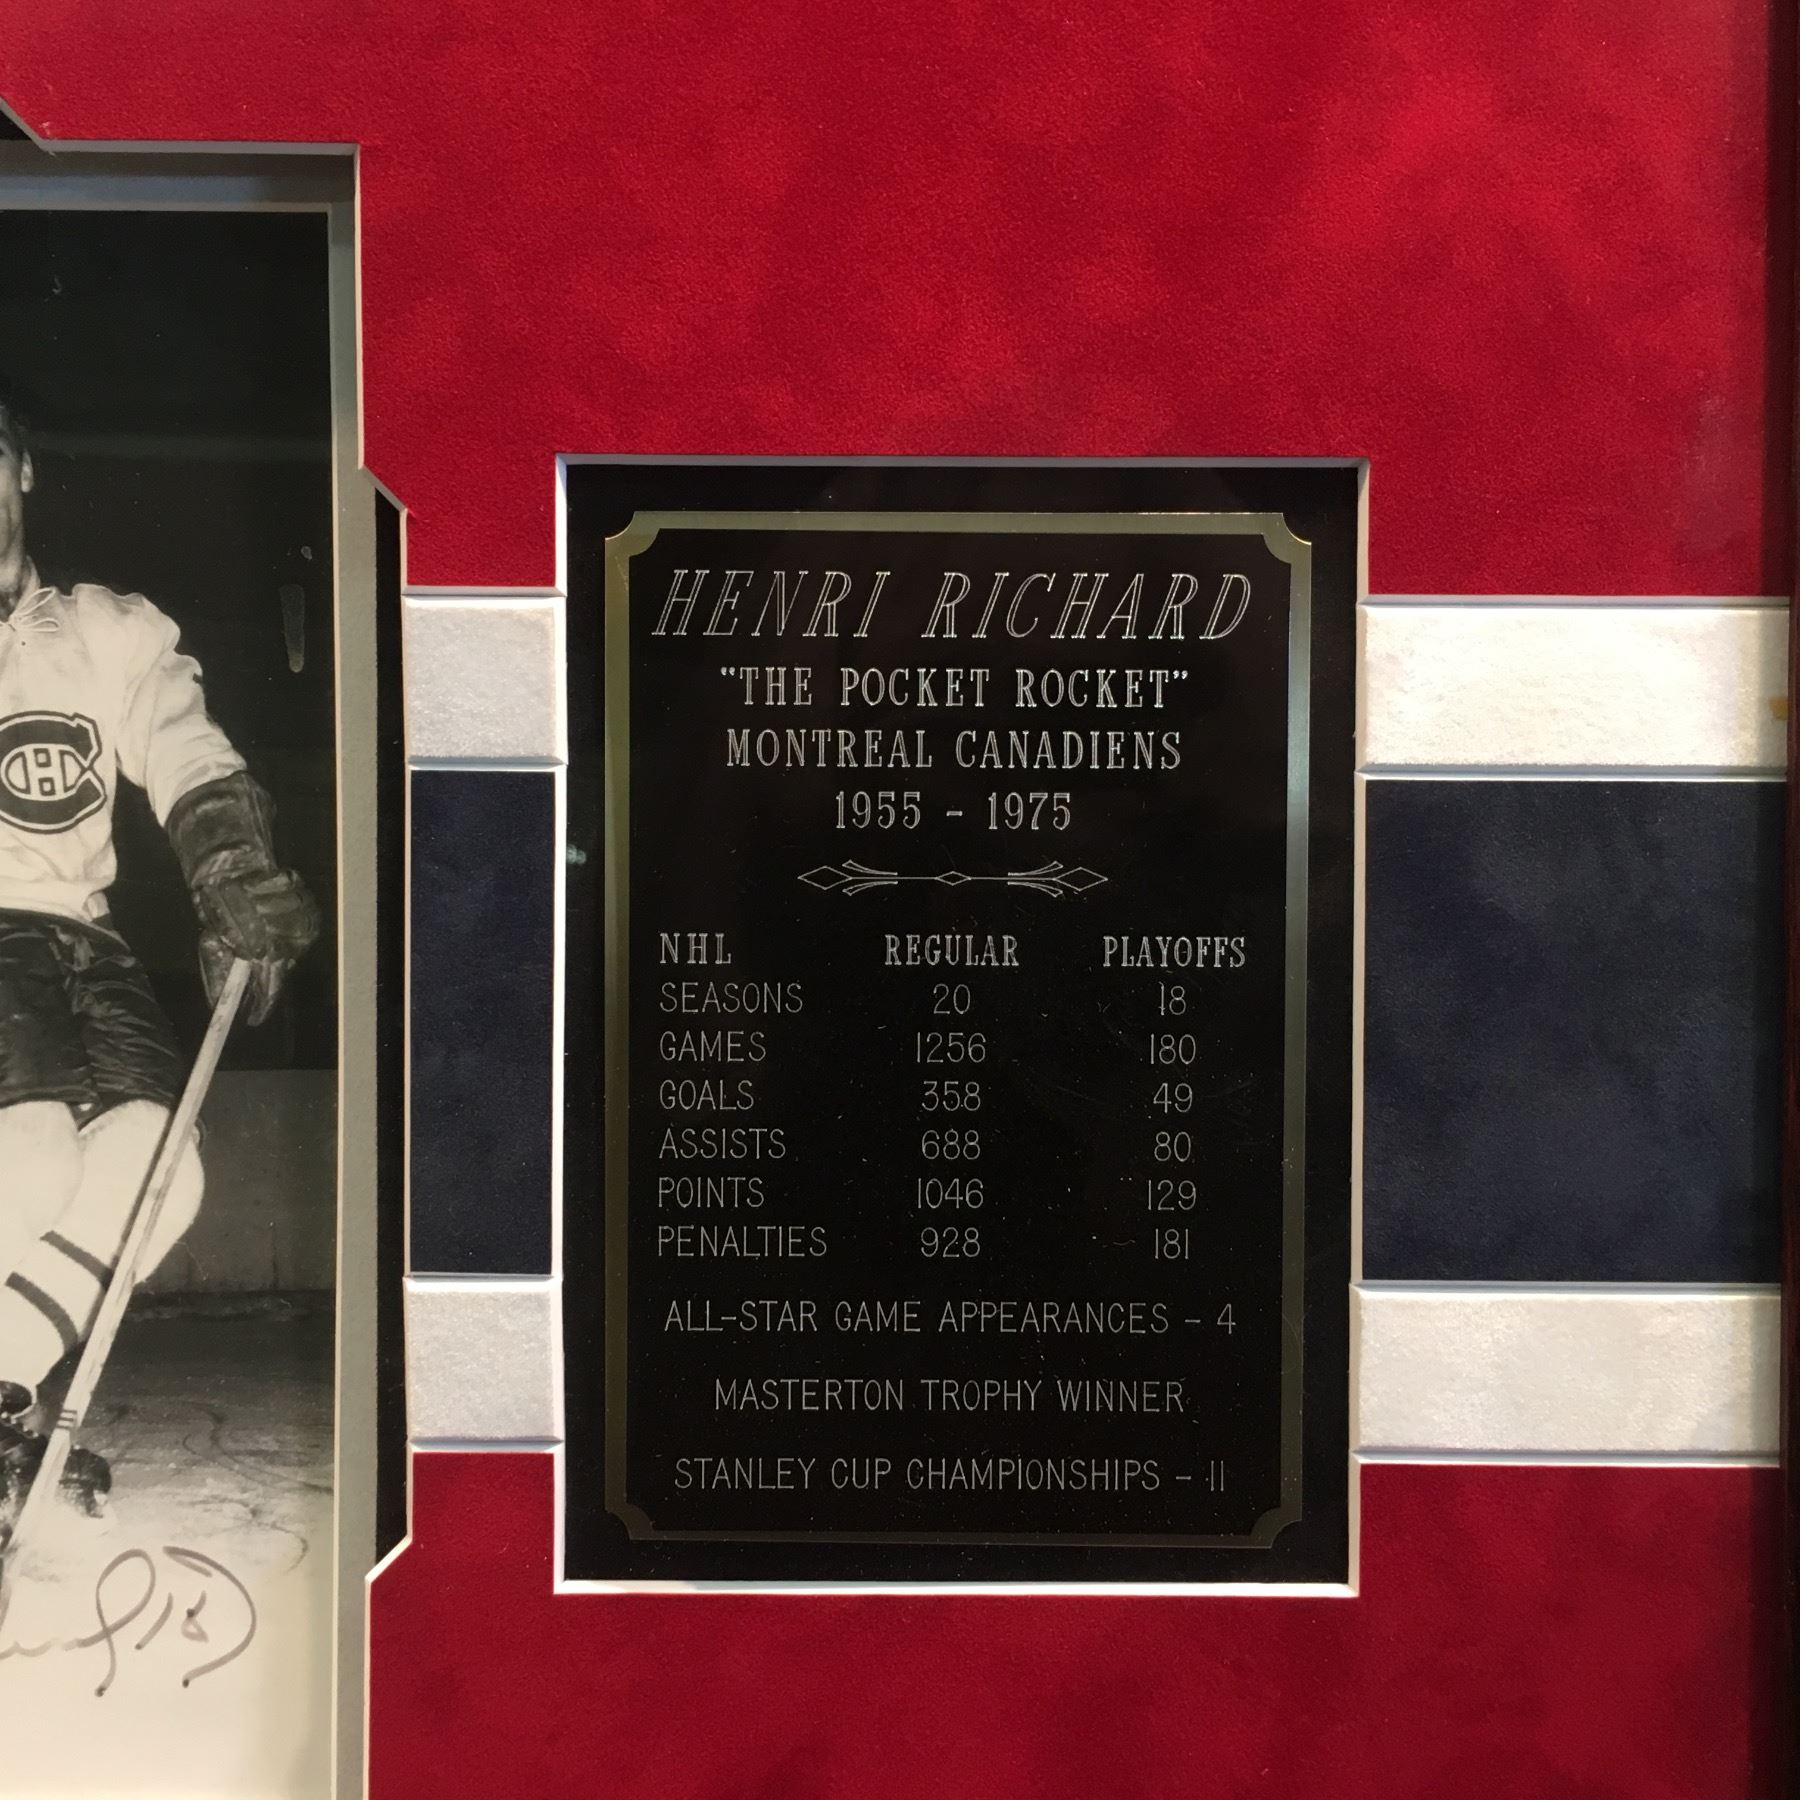 HENRI RICHARD
"THE POCKET ROCKET"
MONTREAL CANADIENS
1955 - 1975
NHL REGULAR PLAYOFFS
SEASONS 20 18
GAMES 1256 180
GOALS 358 49
ASSISTS 688 80
POINTS 1046 129
PENALTIES 928 181
ALL-STAR GAME APPEARANCES - 4
MASTERTON TROPHY WINNER
STANLEY CUP CHAMPIONSHIPS - 11
CH